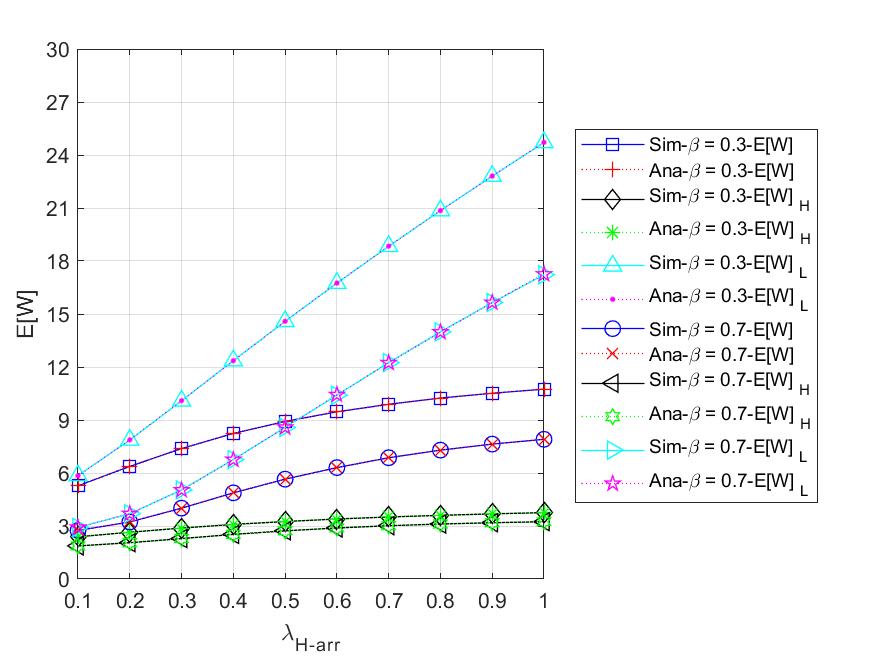 30
27
24
21
18
15
12
9
6
3
0
E[W]
0.1 0.2 0.3 0.4 0.5 0.6 0.7 0.8 0.9 1
λH-arr
Sim-β = 0.3-E[W]
Ana-β = 0.3-E[W]
Sim-β = 0.3-E[W] H
Ana-β = 0.3-E[W] H
Sim-β = 0.3-E[W] L
Ana-β = 0.3-E[W] L
Sim-β = 0.7-E[W]
Ana-β = 0.7-E[W]
Sim-β = 0.7-E[W] H
Ana-β = 0.7-E[W] H
Sim-β = 0.7-E[W] L
Ana-β = 0.7-E[W] L